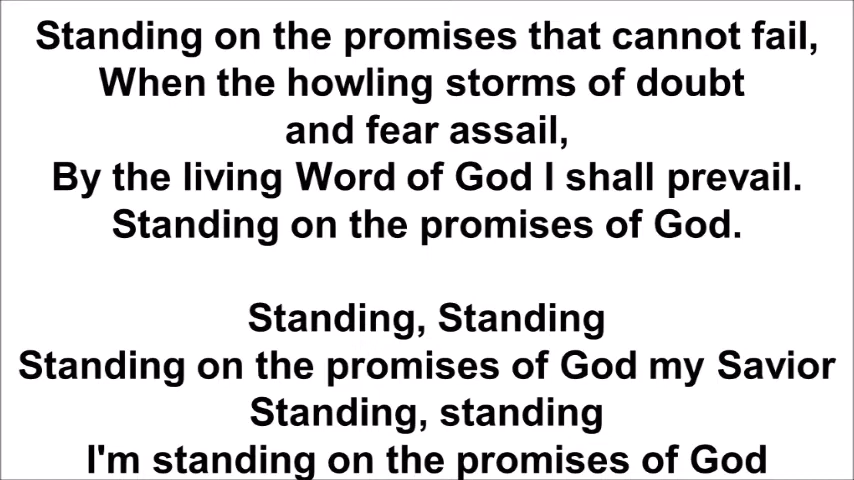 Standing on the promises that cannot fail,
When the howling storms of doubt
and fear assail,
By the living Word of God I shall prevail.
Standing on the promises of God.
Standing, Standing
Standing on the promises of God my Savior
Standing, standing
I'm standing on the promises of God